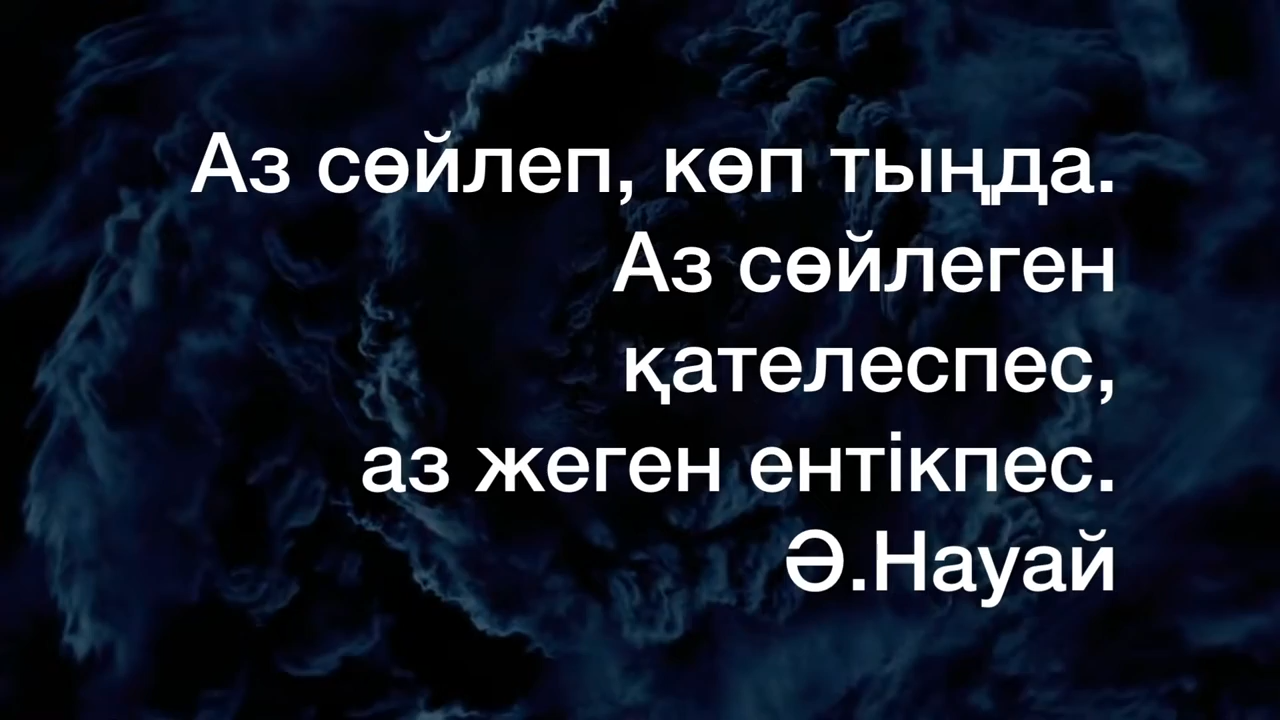 Аз сөйлеп, көп тыңда.
Аз сөйлеген
қателеспес,
аз жеген ентікпес.
Ә.Науай